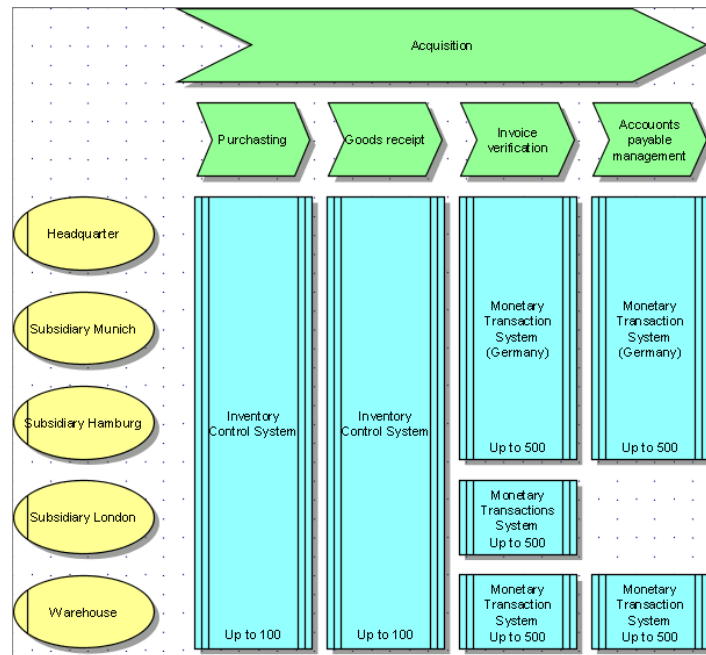 Acquisition
Purchasting
Goods receipt
Invoice
verification
Accounts
payable
management
Headquarter
Subsidiary Munich
Subsidiary Hamburg
Subsidiary London
Warehouse
Inventory
Control System
Up to 100
Inventory
Control System
Up to 100
Monetary
Transaction
System
(Germany)
Up to 500
Monetary
Transaction
System
(Germany)
Up to 500
Monetary
Transactions
System
Up to 500
Monetary
Transaction
System
Up to 500
Monetary
Transaction
System
Up to 500